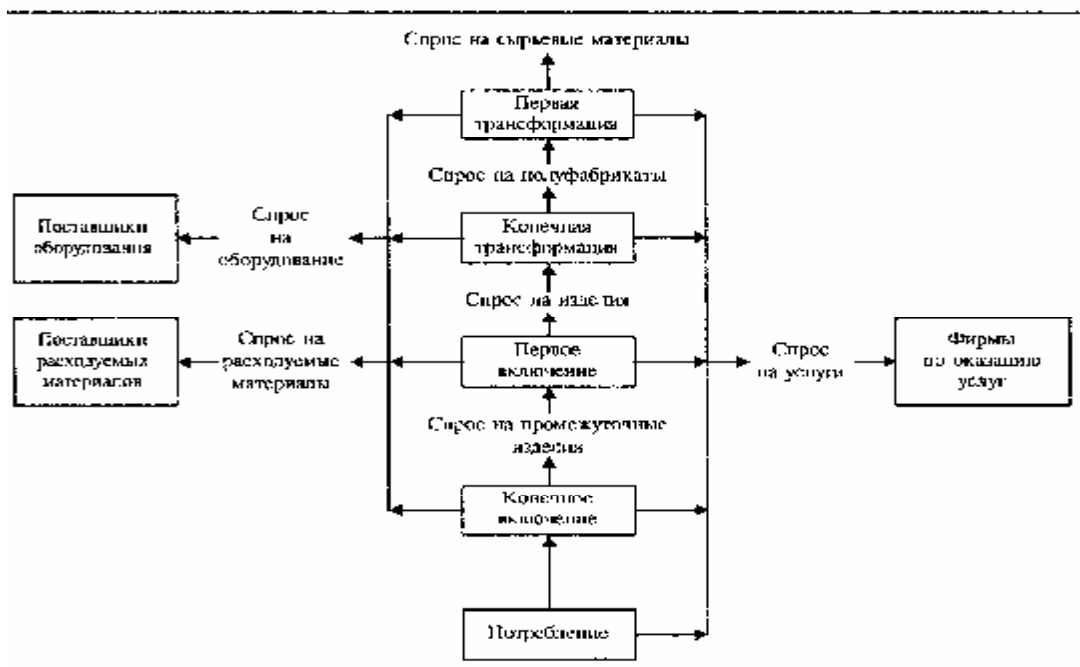 Спрос на сырьевые материалы
Первая
трансформация
Спрос на полуфабрикаты
Поставщики
оборудования
Спрос
на
оборудование
Конечная
трансформация
Спрос на изделия
Поставщики
расходуемых
материалов
Спрос на
расходуемые
материалы
Первое
включение
Спрос
на услуги
Фирмы
по оказанию
услуг
Спрос на промежуточные
изделия
Конечное
включение
Потребление